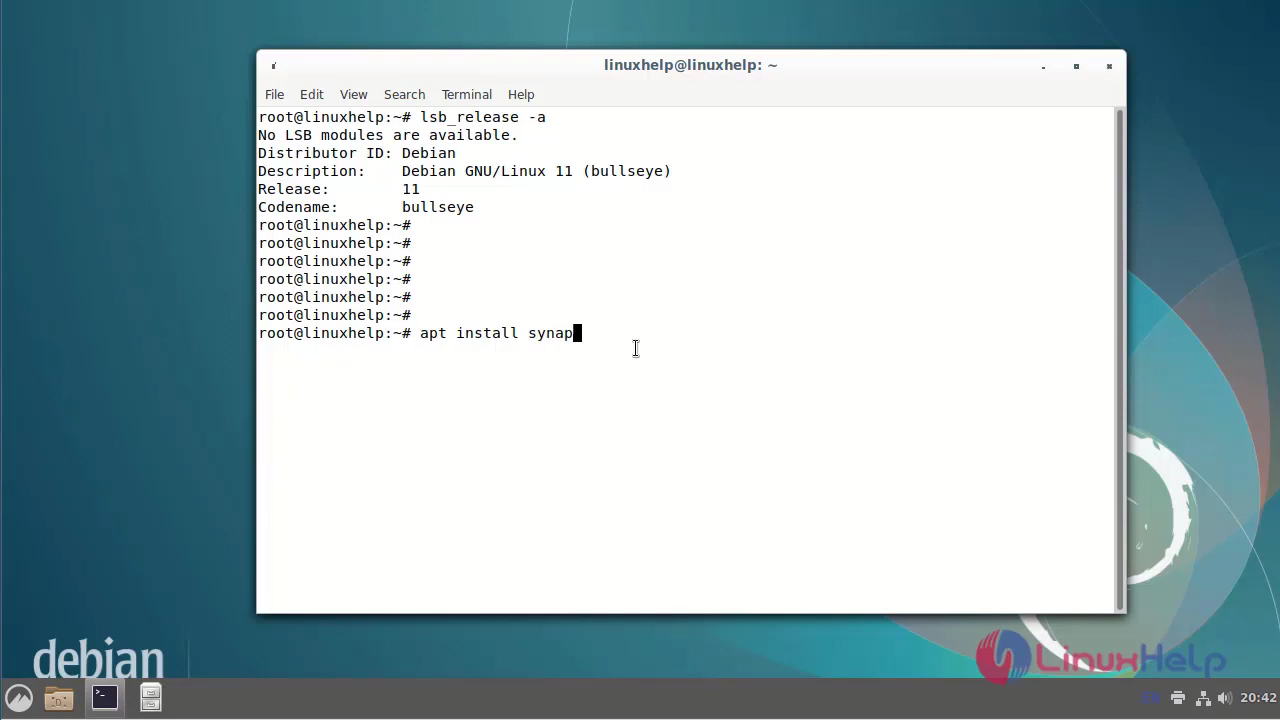 linuxhelp@linuxhelp: ~
File Edit View Search Terminal Help
root@linuxhelp:~# lsb_release -a
No LSB modules are available.
Distributor ID: Debian
Description:    Debian GNU/Linux 11 (bullseye)
Release:        11
Codename:       bullseye
root@linuxhelp:~#
root@linuxhelp:~#
root@linuxhelp:~#
root@linuxhelp:~#
root@linuxhelp:~#
root@linuxhelp:~#
root@linuxhelp:~# apt install synap
debian
LinuxHelp
20:42